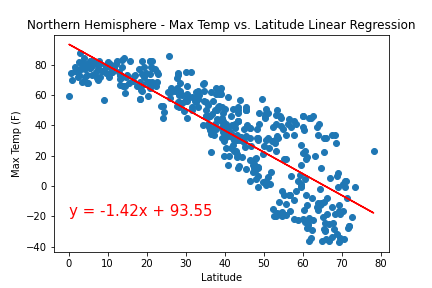 Northern Hemisphere - Max Temp vs. Latitude Linear Regression
Max Temp (F)
80
60
40
20
0
−20
−40
y = -1.42x + 93.55
0 10 20 30 40 50 60 70 80
Latitude